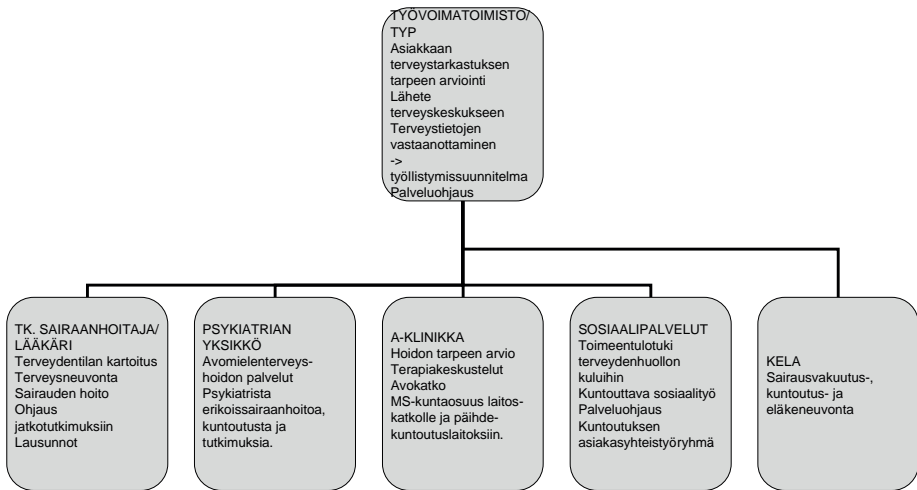 TYÖVOIMATOIMISTO/
TYP
Asiakkaan
terveystarkastuksen
tarpeen arviointi
Lähete
terveyskeskukseen
Terveystietojen
vastaanottaminen
->
työllistymissuunnitelma
Palveluohjaus
TK. SAIRAANHOITAJA/
LÄÄKÄRI
Terveydentilan kartoitus
Terveysneuvonta
Sairauden hoito
Ohjaus
jatkotutkimuksiin
Lausunnot
PSYKIATRIAN
YKSIKKÖ
Avomielenterveys-
hoidon palvelut
Psykiatrista
erikoissairaanhoitoa,
kuntoutusta ja
tutkimuksia.
A-KLINIKKA
Hoidon tarpeen arvio
Terapiakeskustelut
Avokatko
MS-kuntaosuus laitos-
katkolle ja päihde-
kuntoutuslaitoksiin.
SOSIAALIPALVELUT
Toimeentulotuki
terveydenhuollon
kuluihin
Kuntouttava sosiaalityö
Palveluohjaus
Kuntoutuksen
asiakasyhteistyöryhmä
KELA
Sairausvakuutus-,
kuntoutus- ja
eläkeneuvonta